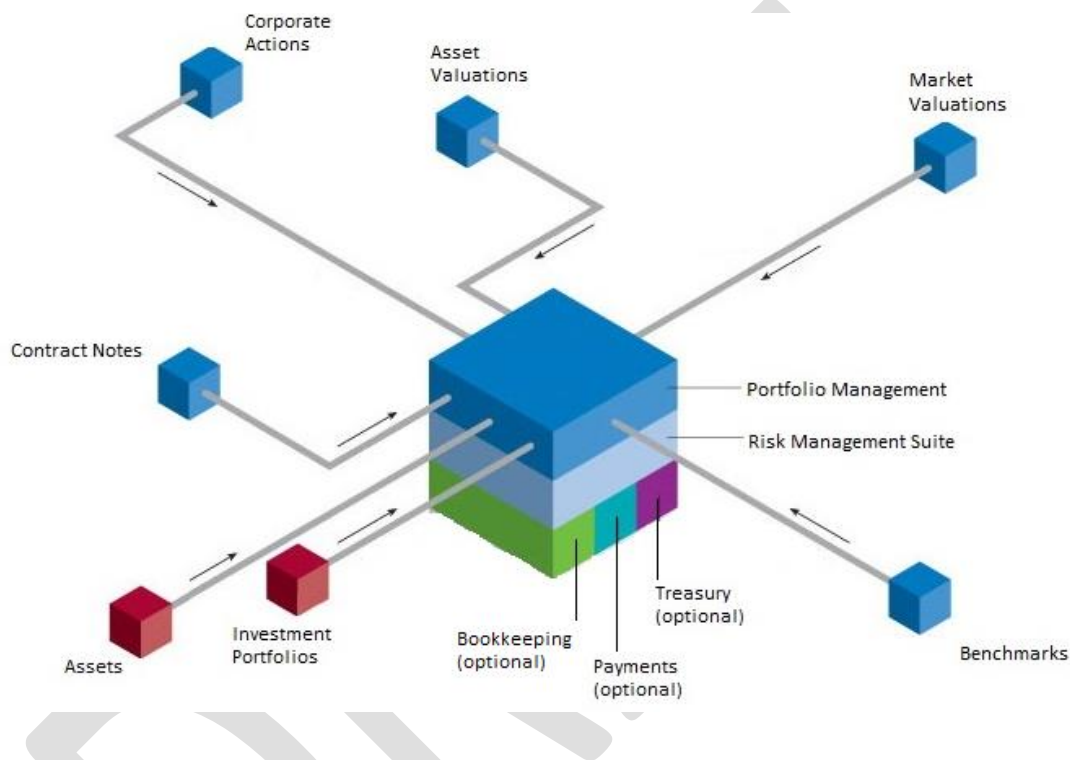 Corporate
Actions
Asset
Valuations
Market
Valuations
Contract Notes
Portfolio Management
Risk Management Suite
Treasury
(optional)
Bookkeeping
(optional)
Payments
(optional)
Investment
Portfolios
Assets
Benchmarks